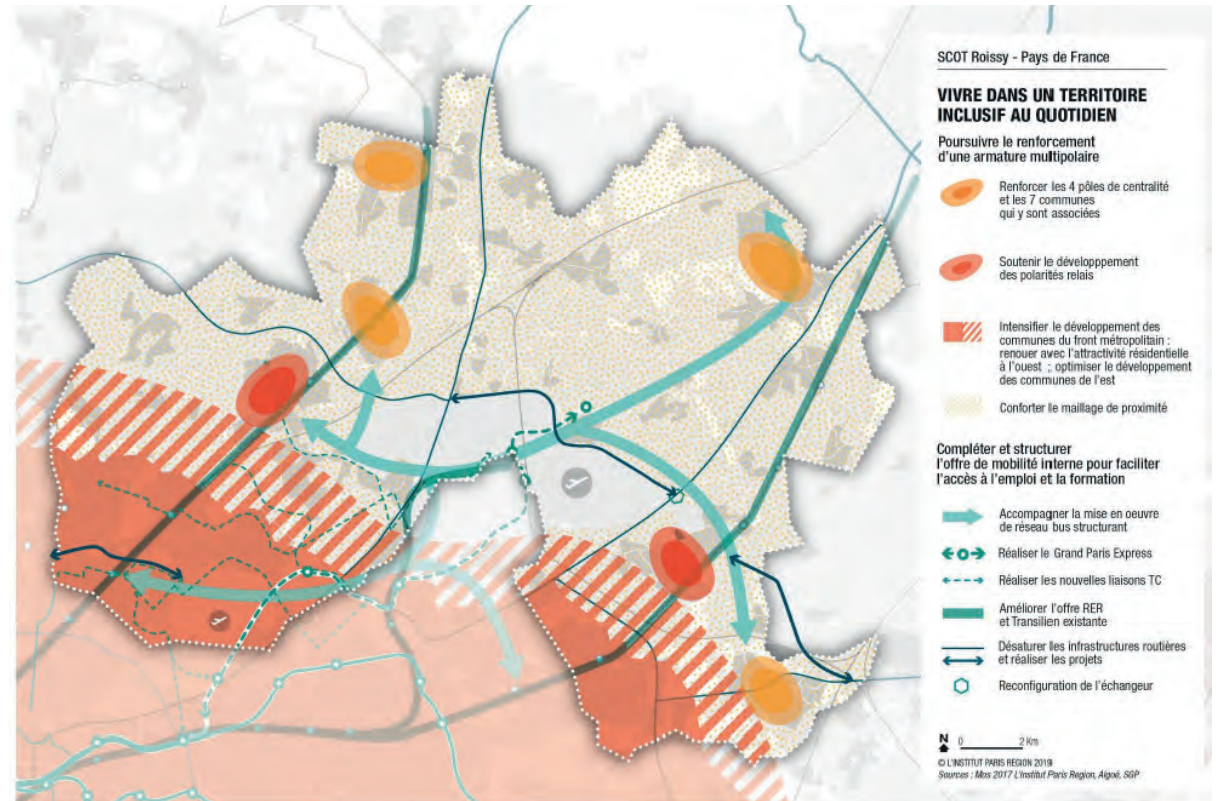 SCOT Roissy - Pays de France
VIVRE DANS UN TERRITOIRE
INCLUSIF AU QUOTIDIEN
Poursuivre le renforcement
d'une armature multipolaire
Renforcer les 4 pôles de centralité
et les 7 communes
qui y sont associées
Soutenir le développpement
des polarités relais
Intensifier le développement des
communes du front métropolitain :
renouer avec l'attractivité résidentielle
à l'ouest ; optimiser le développement
des communes de l'est
Conforter le maillage de proximité
Compléter et structurer
l'offre de mobilité interne pour faciliter
l'accès à l'emploi et la formation
Accompagner la mise en oeuvre
de réseau bus structurant
Réaliser le Grand Paris Express
Réaliser les nouvelles liaisons TC
Améliorer l'offre RER
et Transilien existante
Désaturer lles infrastructures routières
et réaliser les projets
Reconfiguration de l'échangeur
N 0 2 Km
© L'INSTITUT PARIS REGION 2019
Sources : Mos 2017 L'Institut Paris Region, Algoé, SGP